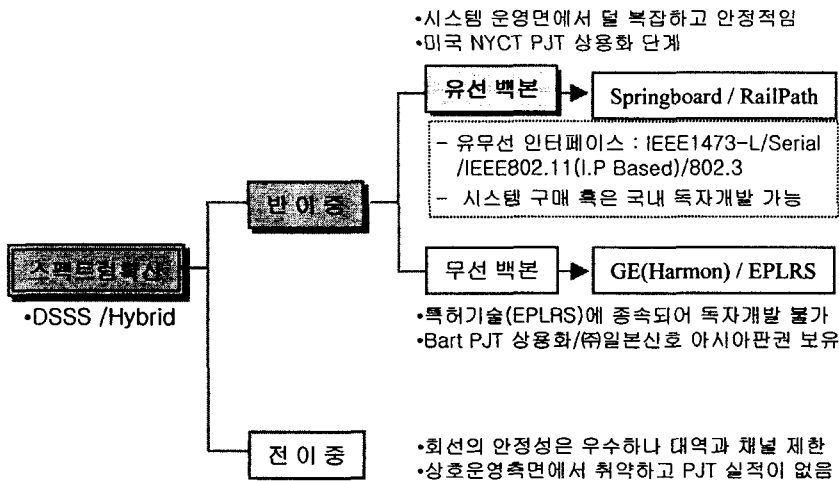 •시스템 운영면에서 덜 복잡하고 안정적임
•미국 NYCT PJT 상용화 단계
유선 백본
Springboard / RailPath
- 유무선 인터페이스 : IEEE1473-L/Serial
/IEEE802.11(I.P Based)/802.3
- 시스템 구매 혹은 국내 독자개발 가능
반 이 중
무선 백본
GE(Harmon) / EPLRS
스펙트럼확산
•DSSS /Hybrid
•특허기술(EPLRS)에 종속되어 독자개발 불가
•Bart PJT 상용화/㈜일본신호 아시아판권 보유
전 이 중
•회선의 안정성은 우수하나 대역과 채널 제한
•상호운영측면에서 취약하고 PJT 실적이 없음